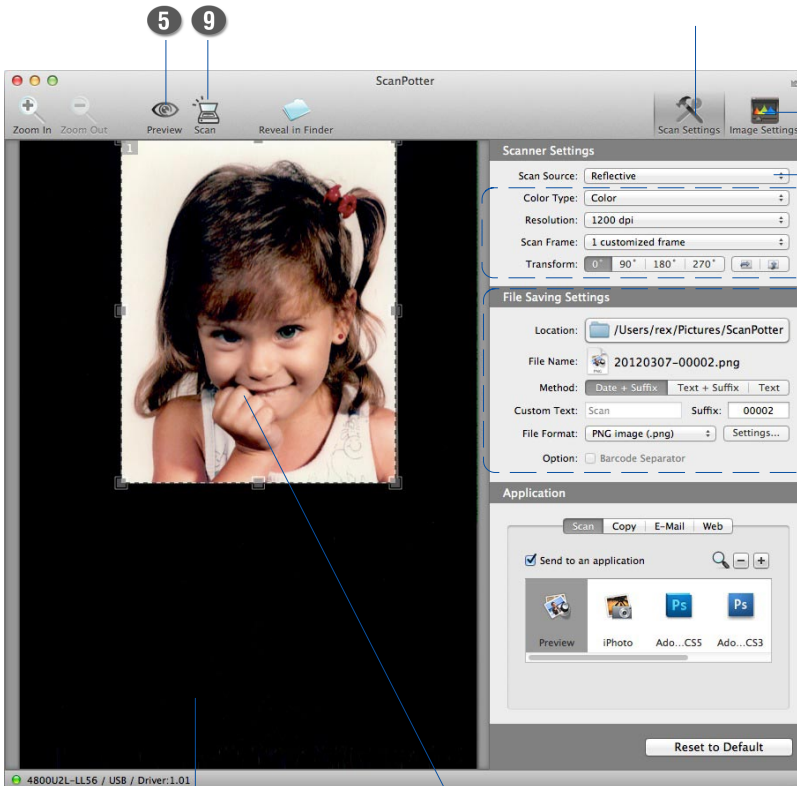 5 9
ScanPotter
Zoom In Zoom Out Preview Scan Reveal in Finder Scan Settings Image Settings
1
Scanner Settings
Scan Source: Reflective
Color Type: Color
Resolution: 1200 dpi
Scan Frame: 1 customized frame
Transform: 0° 90° 180° 270°
File Saving Settings
Location: /Users/rex/Pictures/ScanPotter
File Name: 20120307-00002.png
Method: Date + Suffix Text + Suffix Text
Custom Text: Scan Suffix: 00002
File Format: PNG image (.png) Settings...
Option: Barcode Separator
Application
Scan Copy E-Mail Web
Send to an application
Ps Ps
Preview iPhoto Ado...CS5 Ado...CS3
Reset to Default
4800U2L-LL56 / USB / Driver:1.01